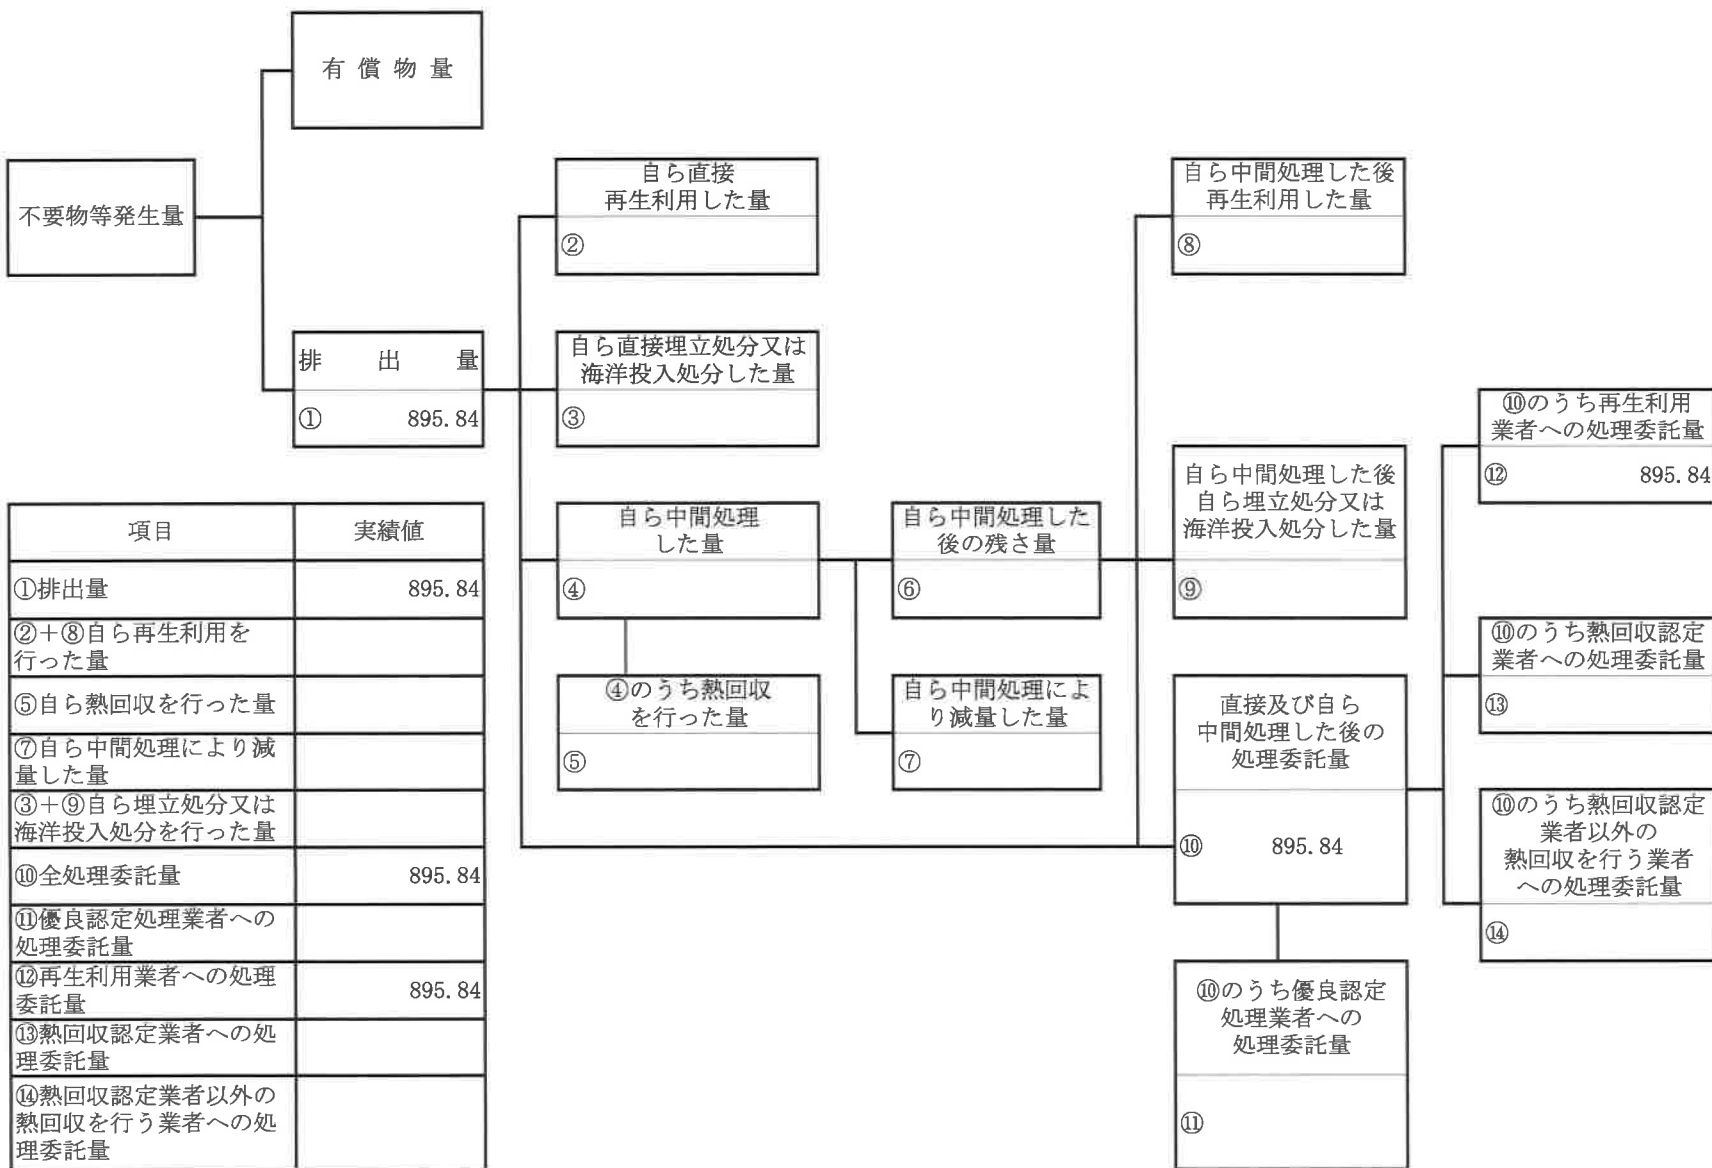 有償物量
不要物等発生量
排出量
① 895.84
自ら直接
再生利用した量
②
自ら直接埋立処分又は
海洋投入処分した量
③
自ら中間処理
した量
④
④のうち熱回収
を行った量
⑤
自ら中間処理した
後の残さ量
⑥
自ら中間処理によ
り減量した量
⑦
自ら中間処理した後
再生利用した量
⑧
自ら中間処理した後
自ら埋立処分又は
海洋投入処分した量
⑨
直接及び自ら
中間処理した後の
処理委託量
⑩ 895.84
⑩のうち優良認定
処理業者への
処理委託量
⑪
⑩のうち再生利用
業者への処理委託量
⑫ 895.84
⑩のうち熱回収認定
業者への処理委託量
⑬
⑩のうち熱回収認定
業者以外の
熱回収を行う業者
への処理委託量
⑭
項目 実績値
①排出量 895.84
②＋⑧自ら再生利用を
行った量
⑤自ら熱回収を行った量
⑦自ら中間処理により減
量した量
③＋⑨自ら埋立処分又は
海洋投入処分を行った量
⑩全処理委託量 895.84
⑪優良認定処理業者への
処理委託量
⑫再生利用業者への処理
委託量 895.84
⑬熱回収認定業者への処
理委託量
⑭熱回収認定業者以外の
熱回収を行う業者への処
理委託量